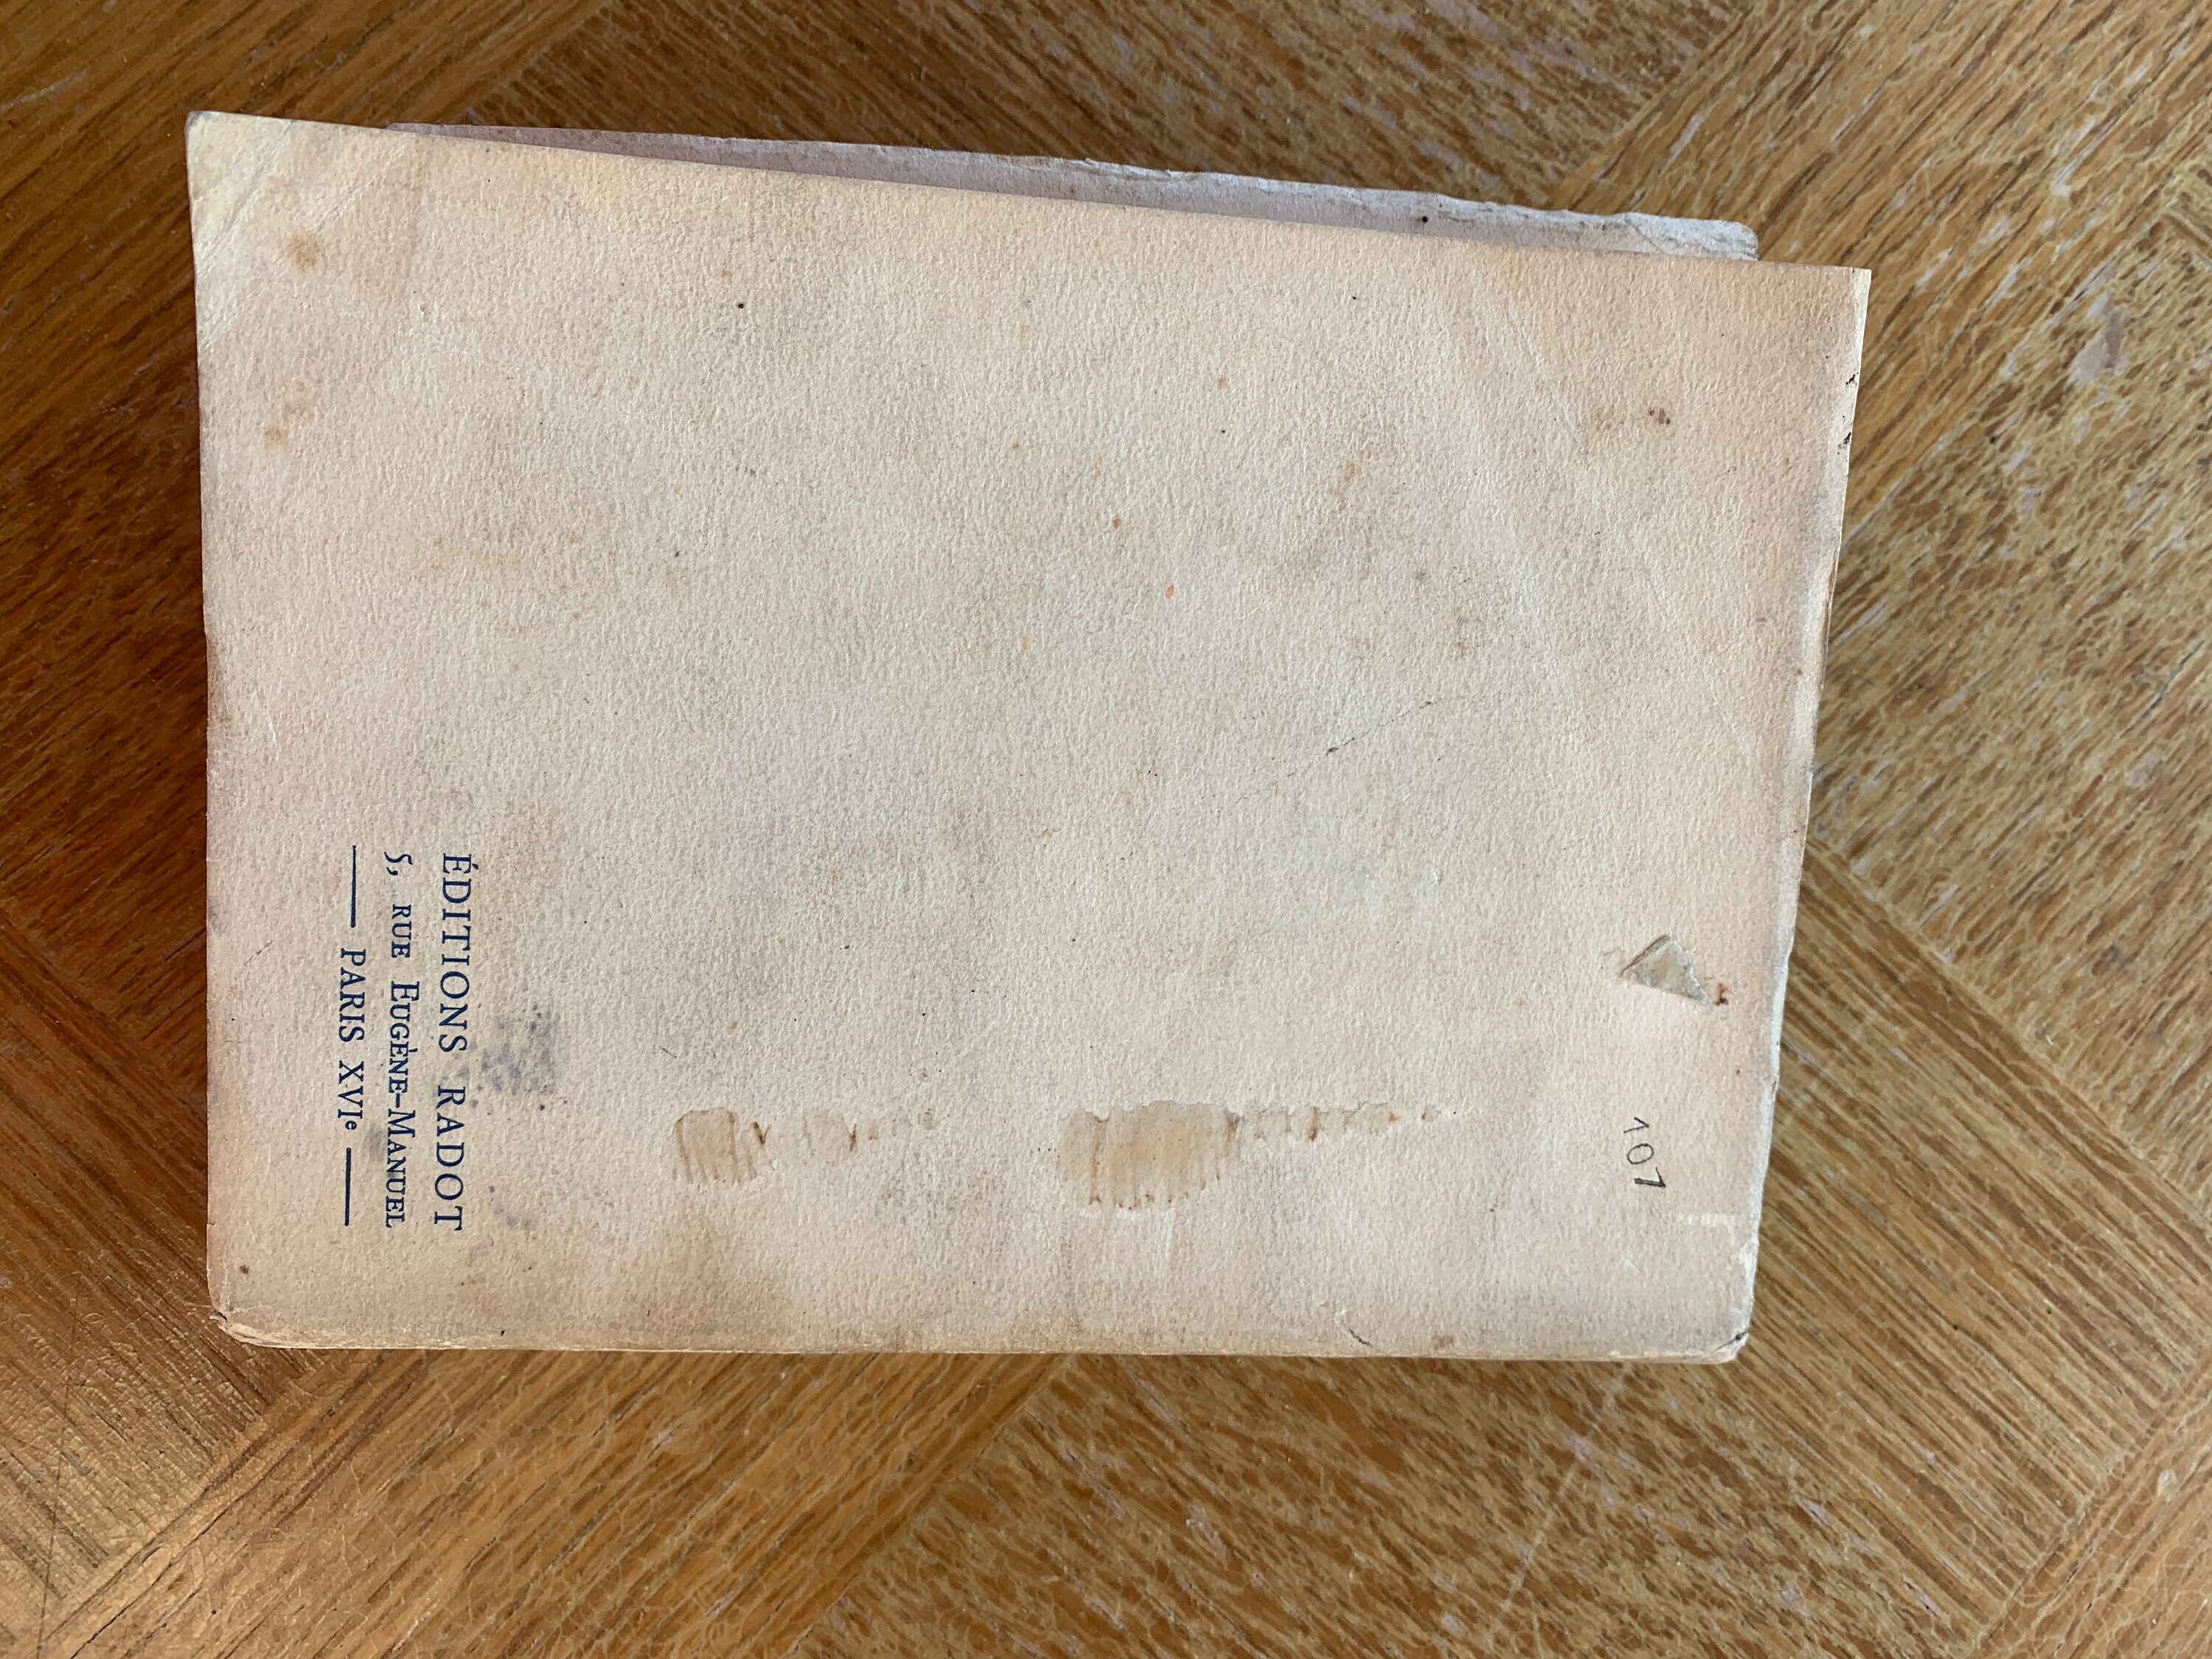 107
ÉDITIONS RADOT
5, RUE EUGÈNE-MANUEL
PARIS XVIe